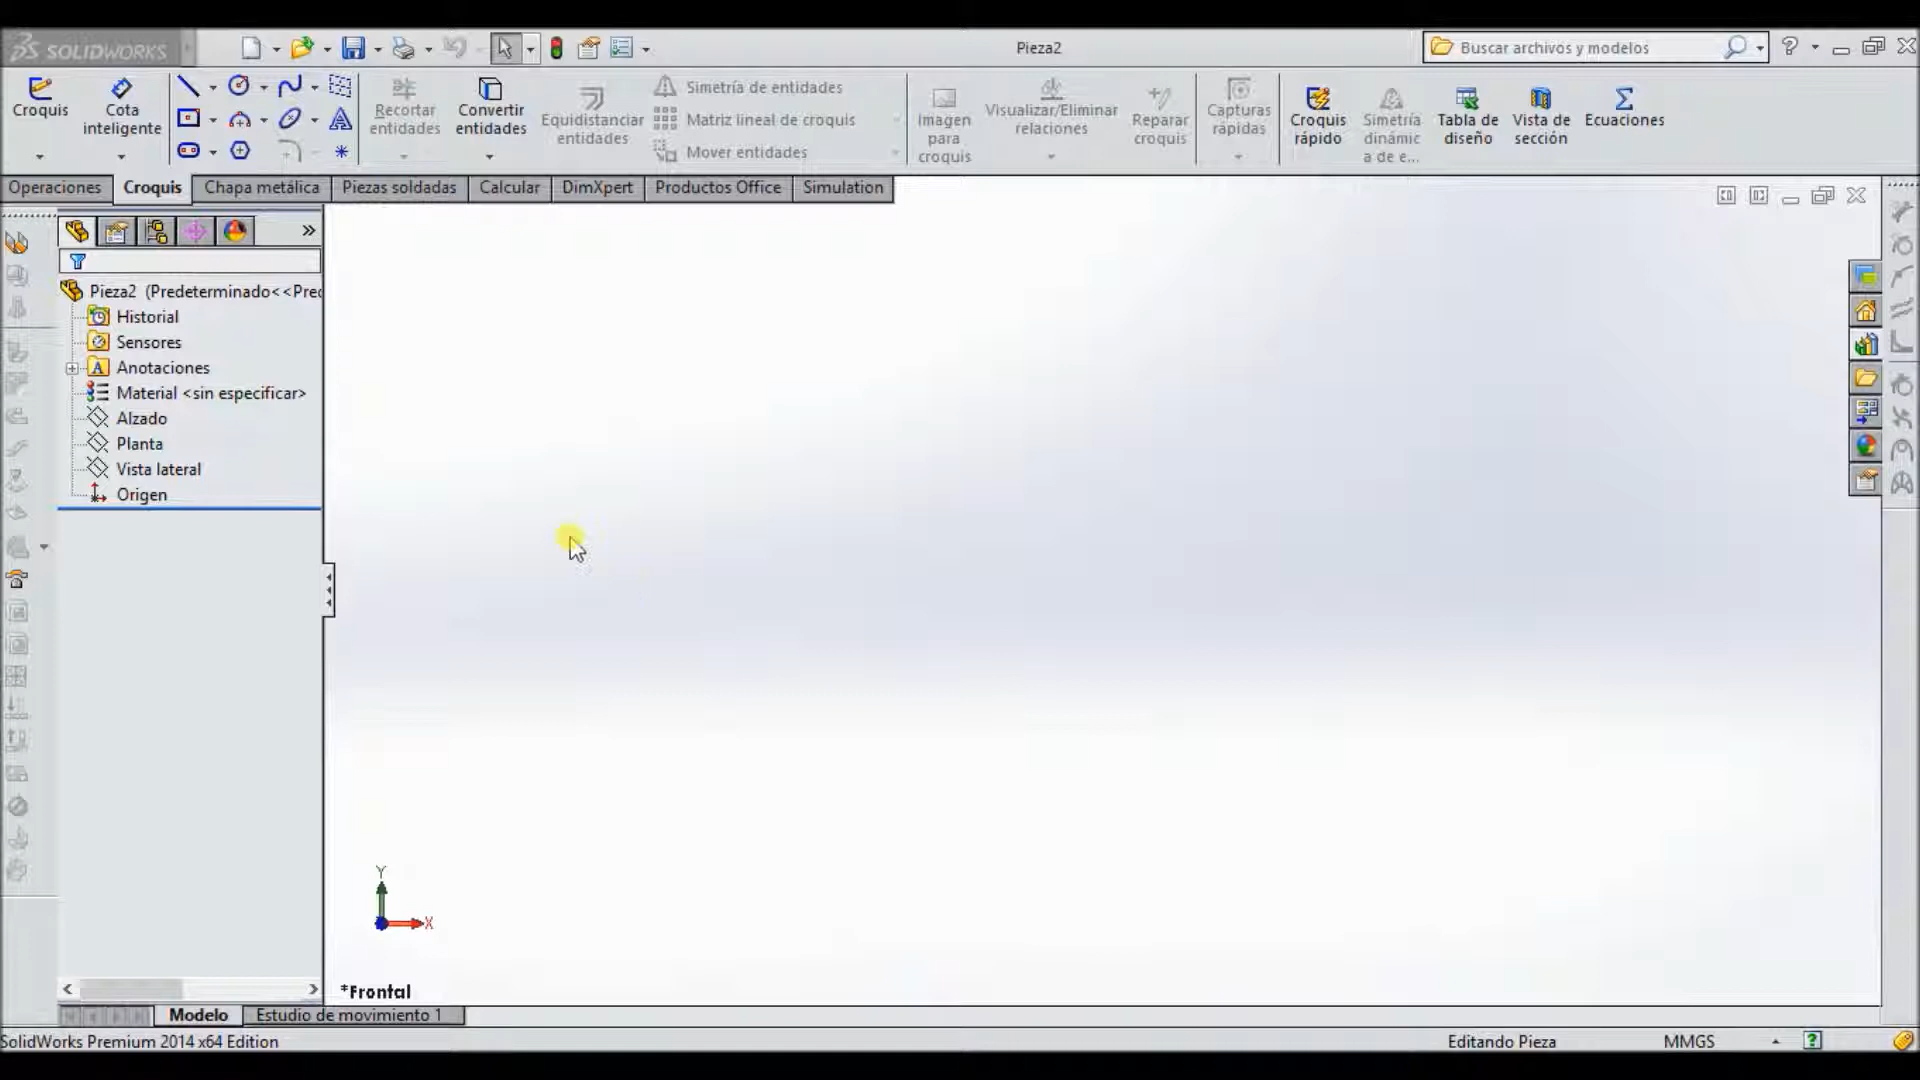 SOLIDWORKS
Pieza2
Buscar archivos y modelos
Croquis
Cota inteligente
Recortar entidades
Convertir entidades
Equidistanciar entidades
Simetría de entidades
Matriz lineal de croquis
Mover entidades
Imagen para croquis
Visualizar/Eliminar relaciones
Reparar croquis
Capturas rápidas
Croquis rápido
Simetría dinámic a de e...
Tabla de diseño
Vista de sección
Ecuaciones
Operaciones
Croquis
Chapa metálica
Piezas soldadas
Calcular
DimXpert
Productos Office
Simulation
Pieza2 (Predeterminado<<Pred
Historial
Sensores
Anotaciones
Material <sin especificar>
Alzado
Planta
Vista lateral
Origen
Y
X
*Frontal
Modelo
Estudio de movimiento 1
SolidWorks Premium 2014 x64 Edition
Editando Pieza
MMGS